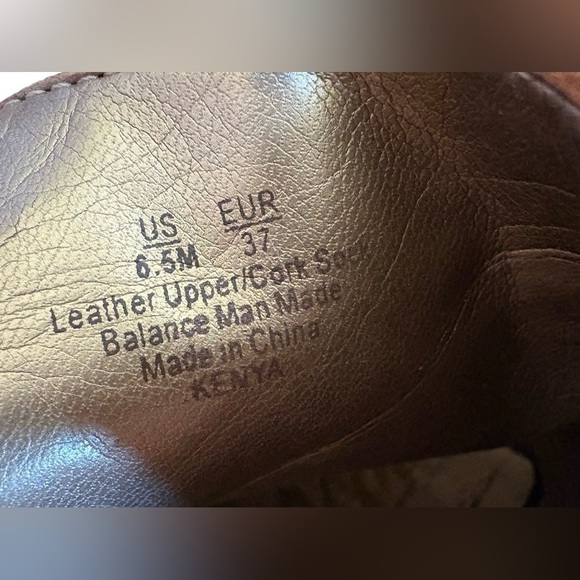 US EUR
6.5M 37
Leather Upper/Cork Sock
Balance Man Made
Made in China
KENYA